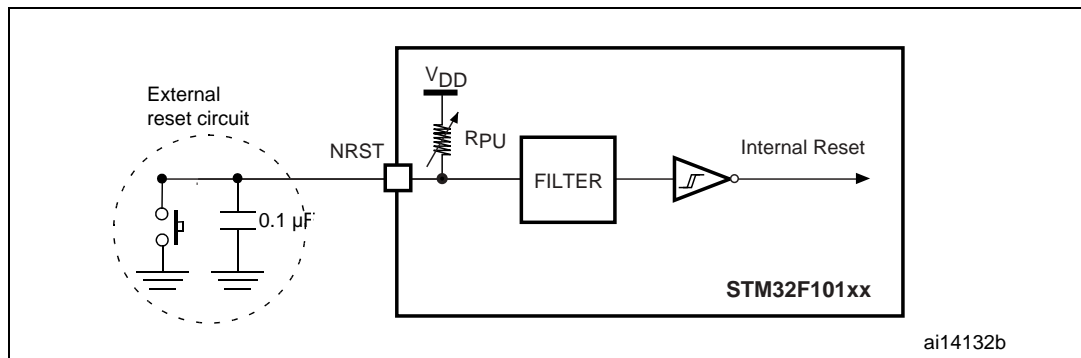 External
reset circuit
VDD
RPU
NRST
FILTER
Internal Reset
0.1 µF
STM32F101xx
ai14132b